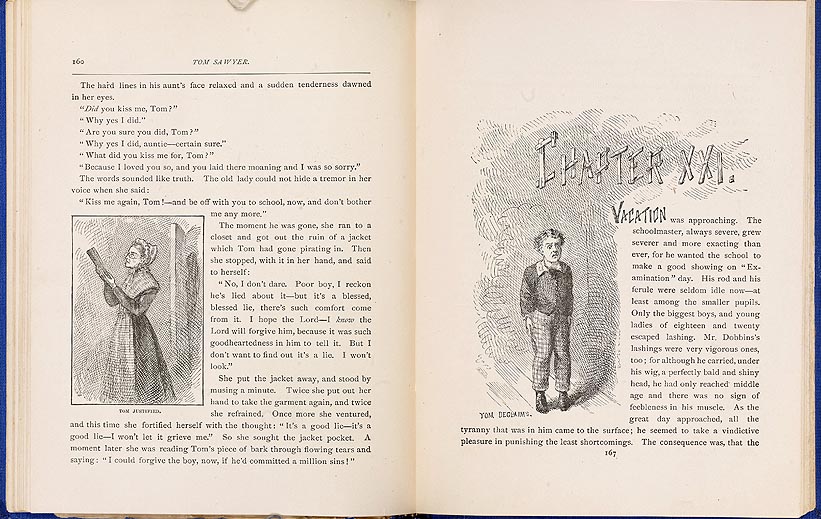 160
TOM SAWYER.
The hard lines in his aunt's face relaxed and a sudden tenderness dawned
in her eyes.
"Did you kiss me, Tom?"
"Why yes I did."
"Are you sure you did, Tom?"
"Why yes I did, auntie—certain sure."
"What did you kiss me for, Tom?"
"Because I loved you so, and you laid there moaning and I was so sorry."
The words sounded like truth. The old lady could not hide a tremor in her
voice when she said:
"Kiss me again, Tom!—and be off with you to school, now, and don't bother
me any more."
The moment he was gone, she ran to a
closet and got out the ruin of a jacket
which Tom had gone pirating in. Then
she stopped, with it in her hand, and said
to herself:
"No, I don't dare. Poor boy, I reckon
he's lied about it—but it's a blessed,
blessed lie, there's such comfort come
from it. I hope the Lord—I know the
Lord will forgive him, because it was such
goodheartedness in him to tell it. But I
don't want to find out it's a lie. I won't
look."
She put the jacket away, and stood by
musing a minute. Twice she put out her
hand to take the garment again, and twice
she refrained. Once more she ventured,
TOM JUSTIFIED.
and this time she fortified herself with the thought: "It's a good lie—it's a
good lie—I won't let it grieve me." So she sought the jacket pocket. A
moment later she was reading Tom's piece of bark through flowing tears and
saying: "I could forgive the boy, now, if he'd committed a million sins!"
CHAPTER XXI.
VACATION was approaching. The
schoolmaster, always severe, grew
severer and more exacting than
ever, for he wanted the school to
make a good showing on "Ex-
amination" day. His rod and his
ferule were seldom idle now—at
least among the smaller pupils.
Only the biggest boys, and young
ladies of eighteen and twenty
escaped lashing. Mr. Dobbins's
lashings were very vigorous ones,
too; for although he carried, under
his wig, a perfectly bald and shiny
head, he had only reached middle
age and there was no sign of
feebleness in his muscle. As the
great day approached, all the
TOM DECLAIMS.
tyranny that was in him came to the surface; he seemed to take a vindictive
pleasure in punishing the least shortcomings. The consequence was, that the
167